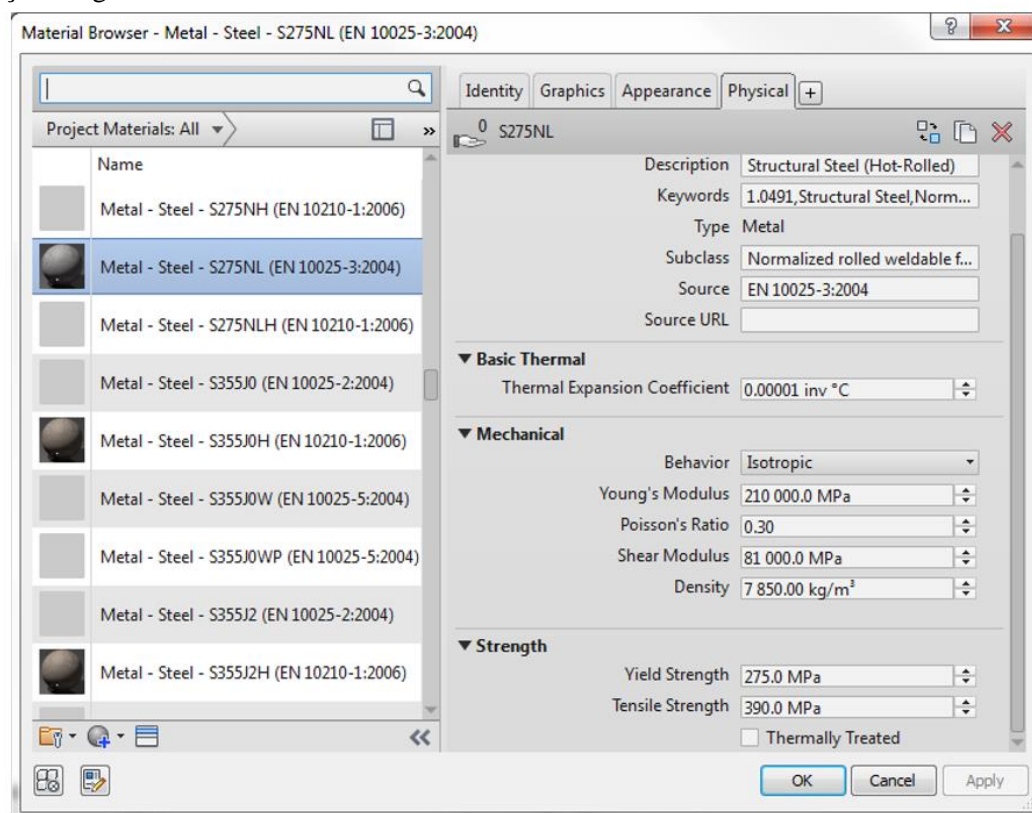 Material Browser - Metal - Steel - S275NL (EN 10025-3:2004)
Project Materials: All
Name
Metal - Steel - S275NH (EN 10210-1:2006)
Metal - Steel - S275NL (EN 10025-3:2004)
Metal - Steel - S275NLH (EN 10210-1:2006)
Metal - Steel - S355J0 (EN 10025-2:2004)
Metal - Steel - S355J0H (EN 10210-1:2006)
Metal - Steel - S355J0W (EN 10025-5:2004)
Metal - Steel - S355J0WP (EN 10025-5:2004)
Metal - Steel - S355J2 (EN 10025-2:2004)
Metal - Steel - S355J2H (EN 10210-1:2006)
Identity Graphics Appearance Physical
0 S275NL
Description Structural Steel (Hot-Rolled)
Keywords 1.0491,Structural Steel,Norm...
Type Metal
Subclass Normalized rolled weldable f...
Source EN 10025-3:2004
Source URL
Basic Thermal
Thermal Expansion Coefficient 0.00001 inv °C
Mechanical
Behavior Isotropic
Young's Modulus 210 000.0 MPa
Poisson's Ratio 0.30
Shear Modulus 81 000.0 MPa
Density 7 850.00 kg/m³
Strength
Yield Strength 275.0 MPa
Tensile Strength 390.0 MPa
Thermally Treated
OK Cancel Apply